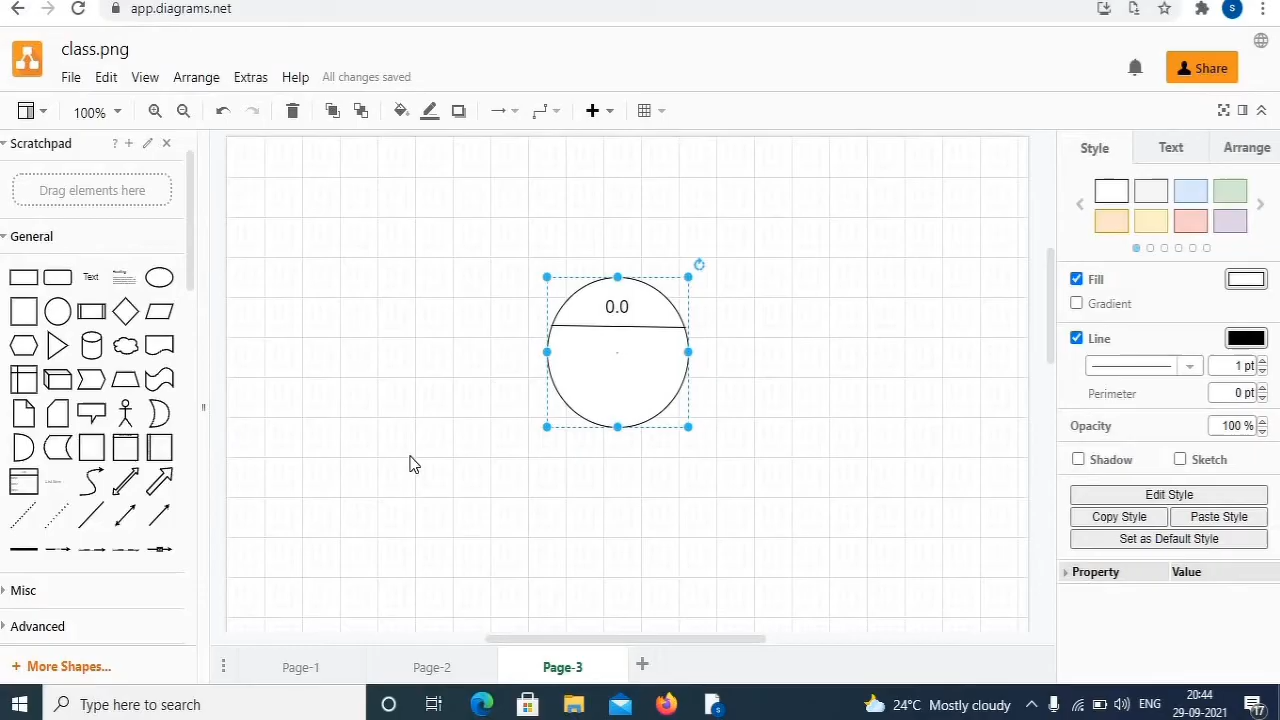 app.diagrams.net
S
class.png
File Edit View Arrange Extras Help All changes saved
Share
100%
Scratchpad ?
Drag elements here
General
Text
Misc
Advanced
+ More Shapes...
0.0
Page-1 Page-2 Page-3
Style Text Arrange
Fill
Gradient
Line
1 pt
Perimeter 0 pt
Opacity 100 %
Shadow Sketch
Edit Style
Copy Style Paste Style
Set as Default Style
Property Value
Type here to search
24°C Mostly cloudy ENG
20:44
29-09-2021
17